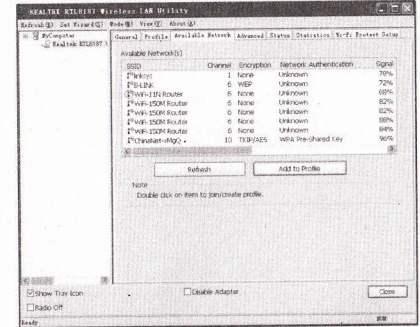 REALTEK RTL8187 Wireless LAN Utility
Refresh(R) Set Wizard(S) Mode(M) View(V) About(A)
MyComputer
Realtek RTL8187
General Profile Available Network Advanced Status Statistics Wi-Fi Protect Setup
Available Network(s)
SSID Channel Encryption Network Authentication Signal
linksys 1 None Unknown 78%
B-LINK 6 WEP Unknown 72%
WiFi-11N Router 6 None Unknown 68%
WiFi-150M Router 6 None Unknown 82%
WiFi-150M Router 6 None Unknown 82%
WiFi-150M Router 6 None Unknown 88%
WiFi-150M Router 6 None Unknown 84%
ChinaNet-vMgQ 10 TKIP/AES WPA Pre-Shared Key 96%
Refresh Add to Profile
Note
Double click on item to join/create profile.
Show Tray Icon Disable Adapter Close
Radio Off
Ready NUM